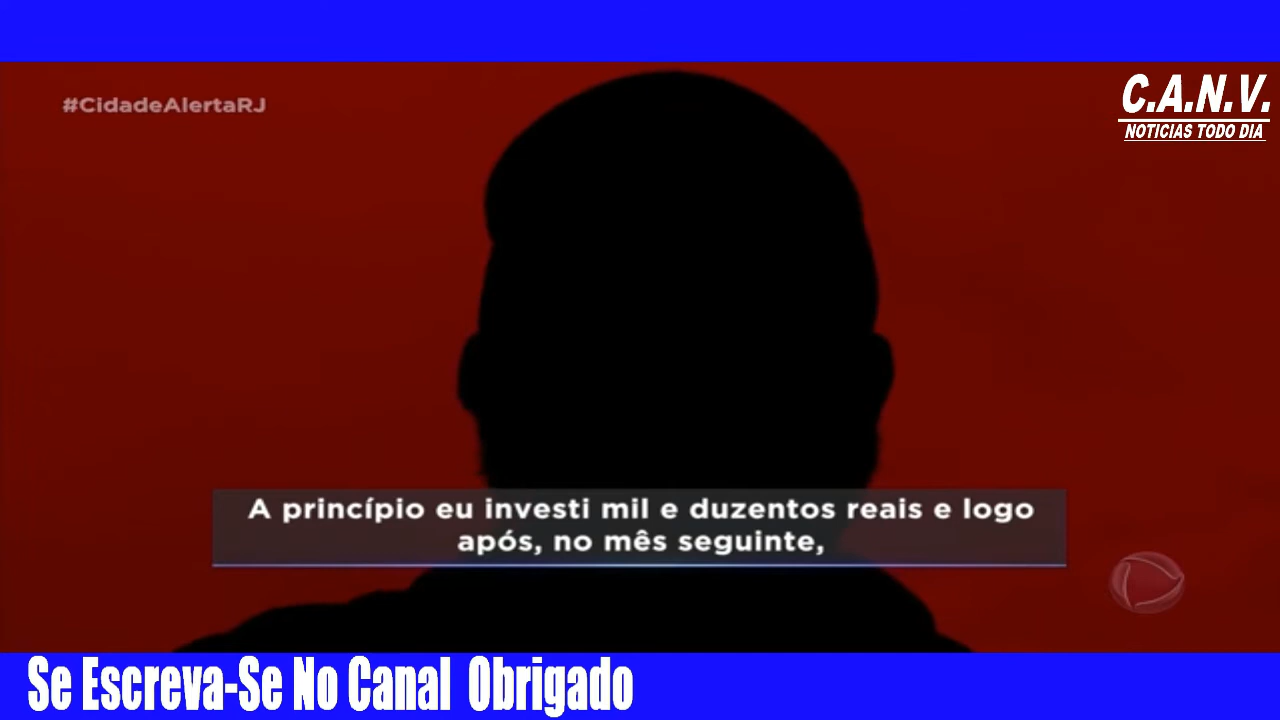 #CidadeAlertaRJ
C.A.N.V.
NOTICIAS TODO DIA
A princípio eu investi mil e duzentos reais e logo
após, no mês seguinte,
Se Escreva-Se No Canal Obrigado